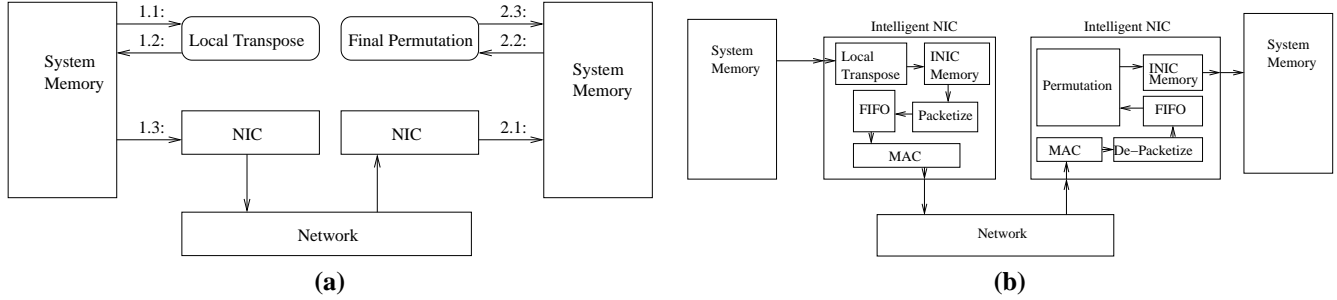 1.1:
1.2:
Local Transpose
Final Permutation
2.3:
2.2:
System
Memory
System
Memory
1.3:
NIC
NIC
2.1:
Network
(a)
Intelligent NIC
Intelligent NIC
System
Memory
Local
Transpose
INIC
Memory
FIFO
Packetize
MAC
Permutation
INIC
Memory
FIFO
MAC
De-Packetize
System
Memory
Network
(b)